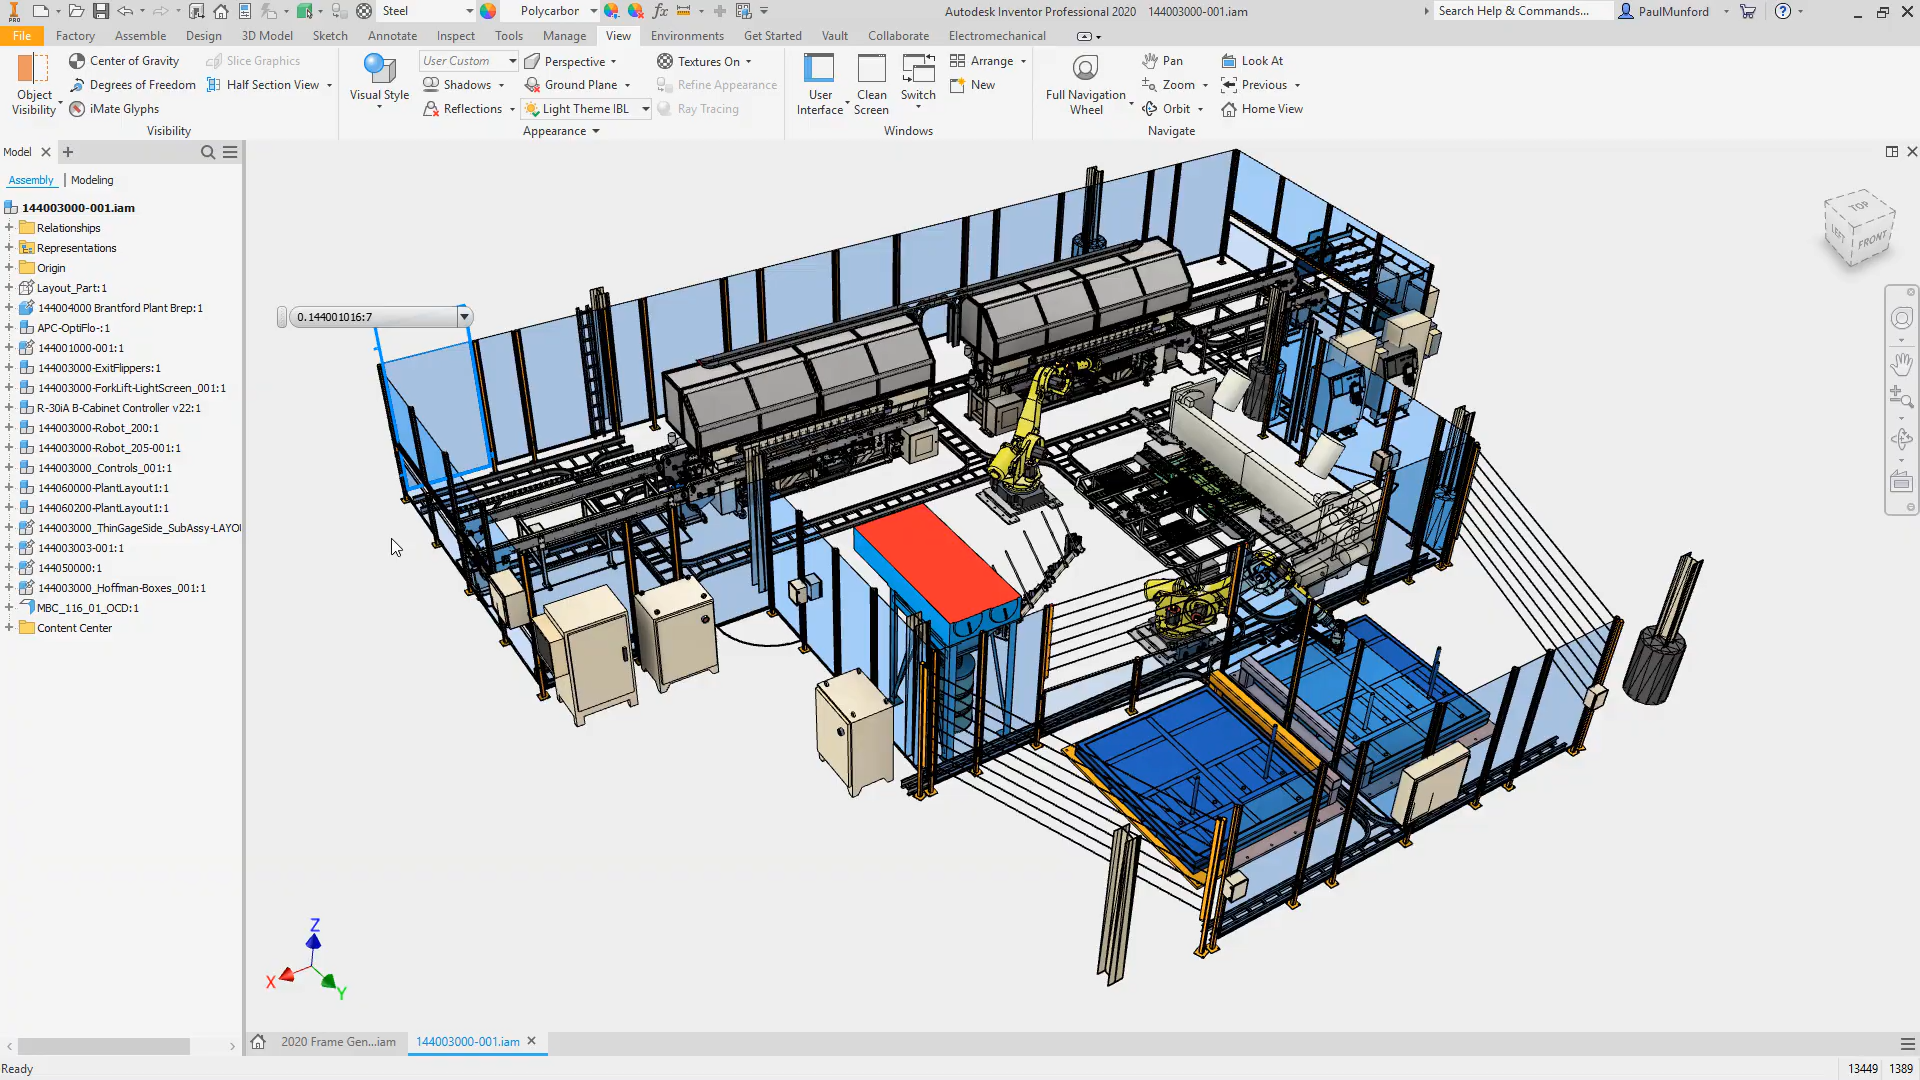 PRO
Steel
Polycarbor
Autodesk Inventor Professional 2020 144003000-001.iam
Search Help & Commands...
PaulMunford
File Factory Assemble Design 3D Model Sketch Annotate Inspect Tools Manage View Environments Get Started Vault Collaborate Electromechanical
Object Visibility
Center of Gravity
Degrees of Freedom
iMate Glyphs
Slice Graphics
Half Section View
Visibility
Visual Style
User Custom
Shadows
Reflections
Perspective
Ground Plane
Light Theme IBL
Textures On
Refine Appearance
Ray Tracing
Appearance
User Interface
Clean Screen
Switch
Arrange
New
Windows
Full Navigation Wheel
Pan
Zoom
Orbit
Look At
Previous
Home View
Navigate
Model
Assembly | Modeling
144003000-001.iam
Relationships
Representations
Origin
Layout_Part:1
144004000 Brantford Plant Brep:1
APC-OptiFlo-:1
144001000-001:1
144003000-ExitFlippers:1
144003000-ForkLift-LightScreen_001:1
R-30iA B-Cabinet Controller v22:1
144003000-Robot_200:1
144003000-Robot_205-001:1
144003000_Controls_001:1
144060000-PlantLayout1:1
144060200-PlantLayout1:1
144003000_ThinGageSide_SubAssy-LAYOU
144003003-001:1
144050000:1
144003000_Hoffman-Boxes_001:1
MBC_116_01_OCD:1
Content Center
0.144001016:7
TOP
LEFT
FRONT
Z
X
Y
2020 Frame Gen...iam
144003000-001.iam
Ready
13449 1389